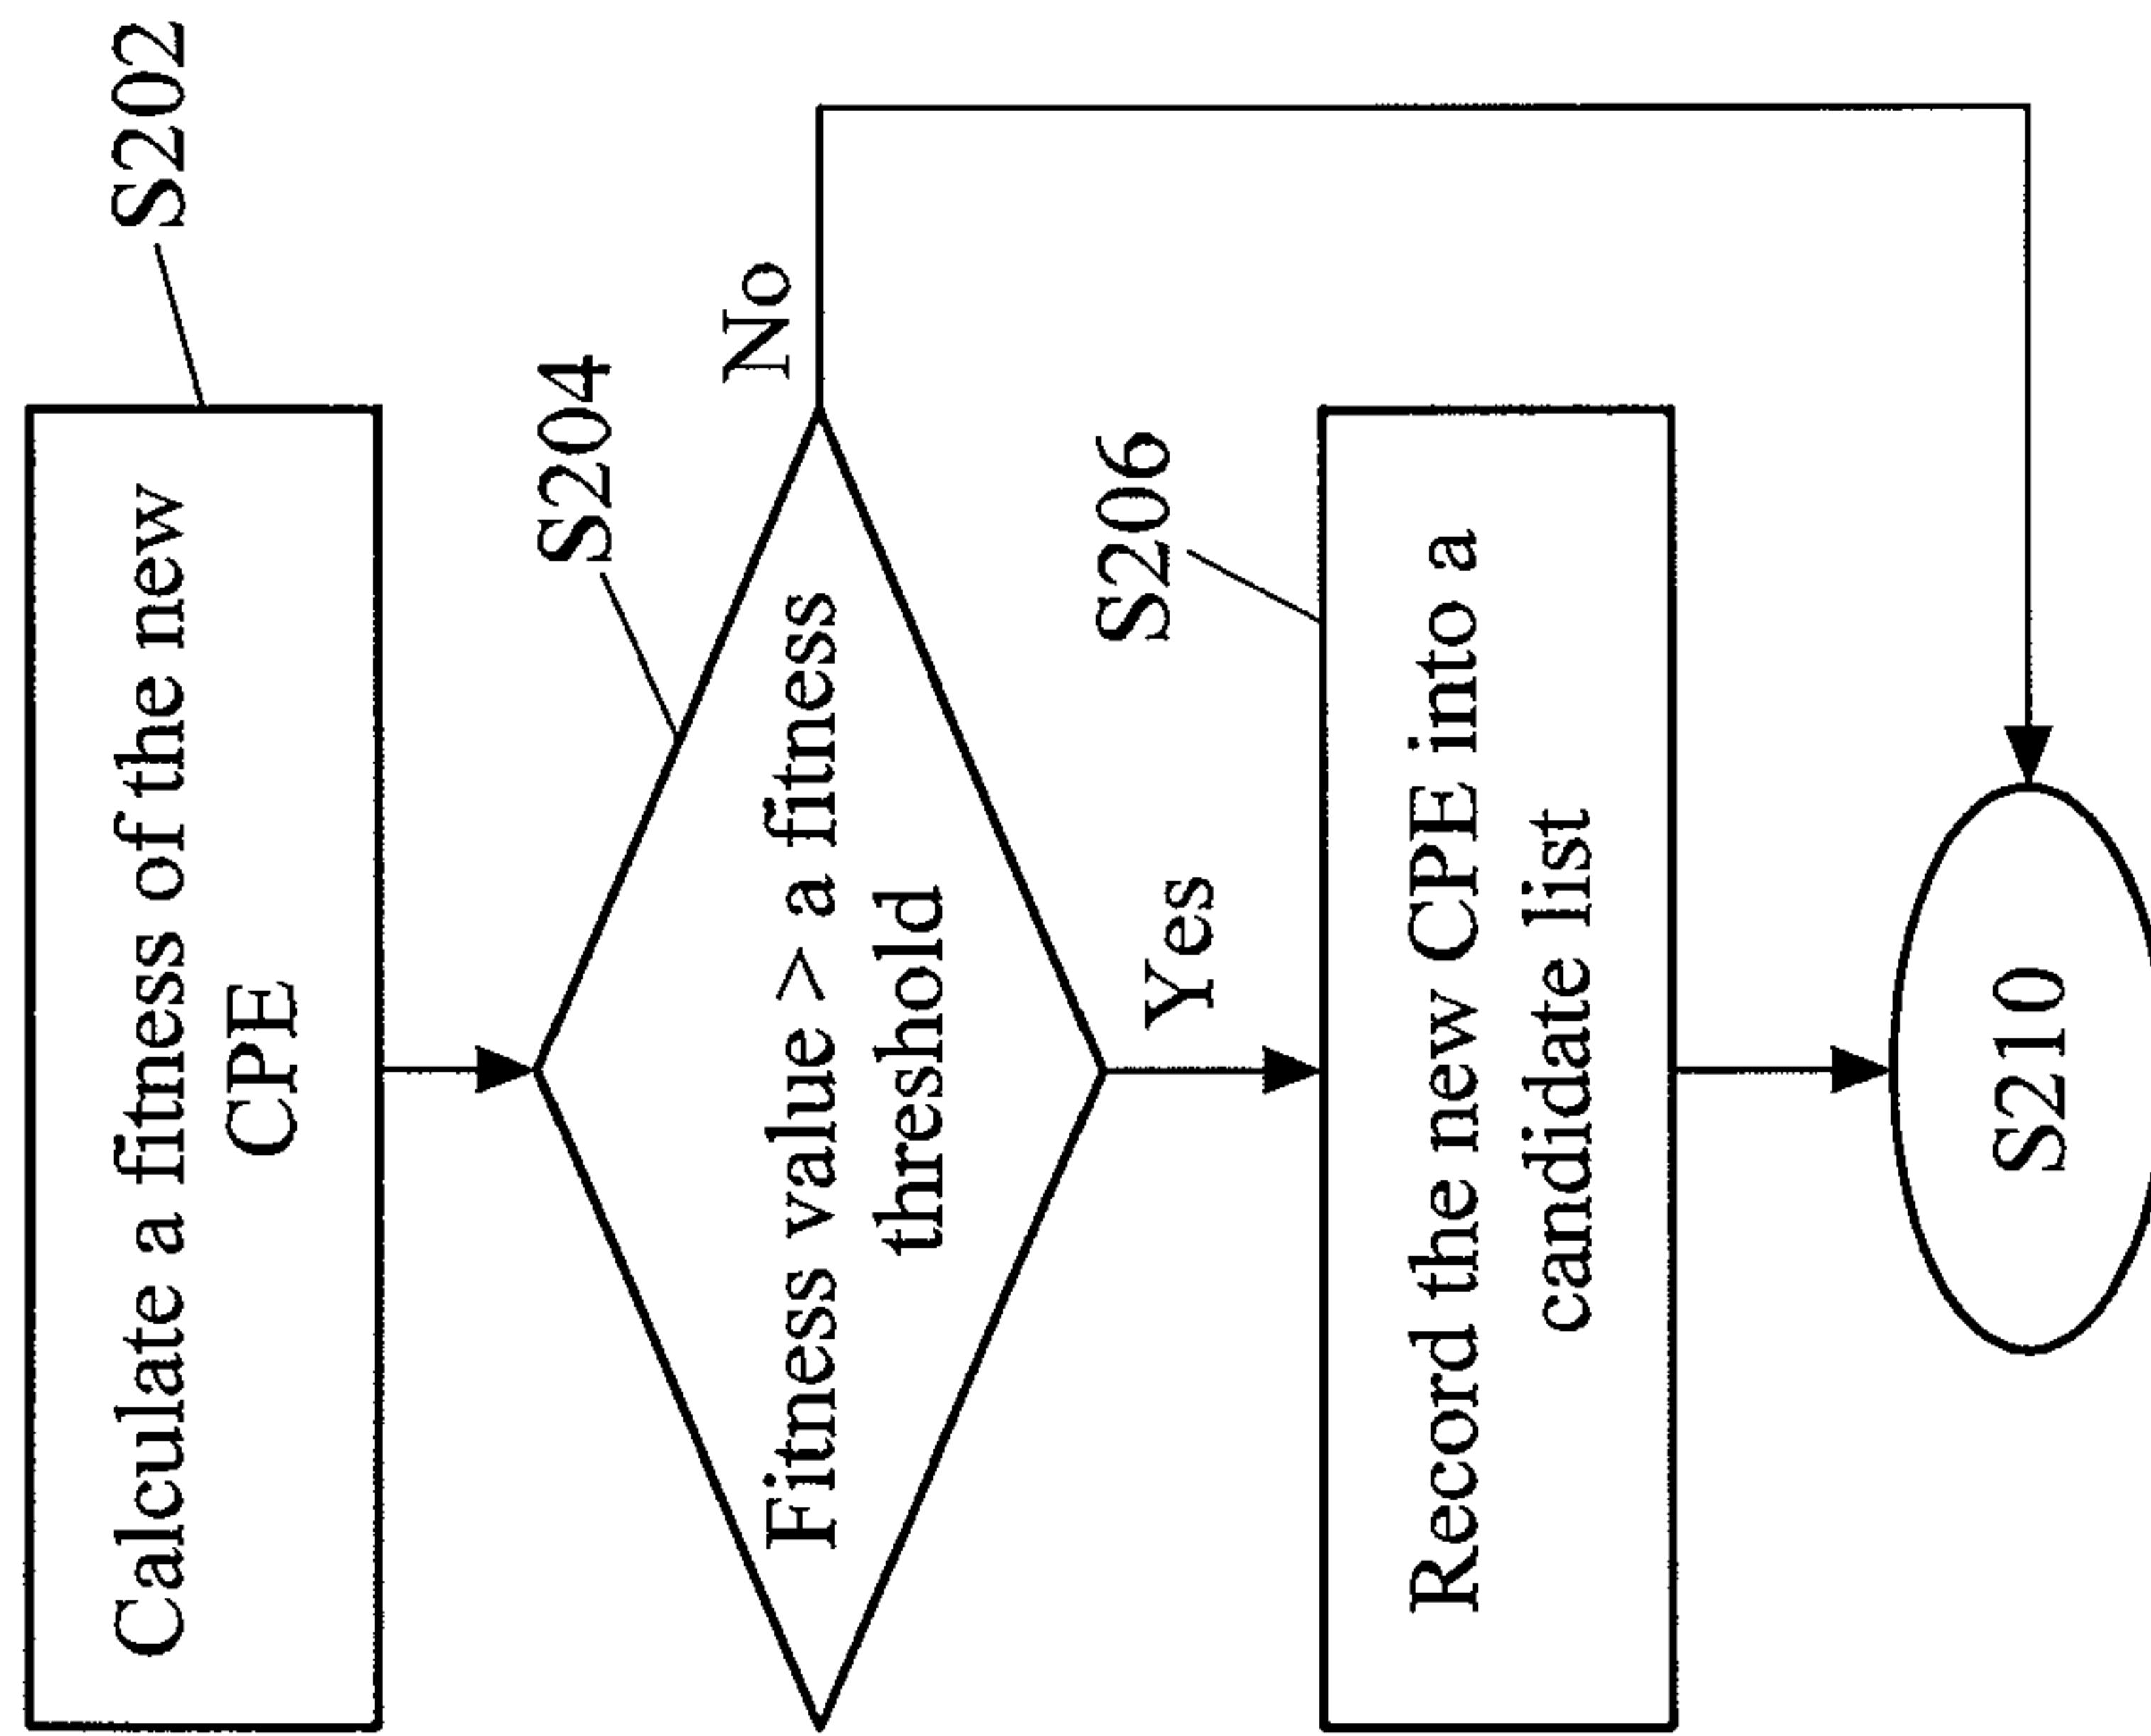 S202
Calculate a fitness of the new
CPE
S204
No
Fitness value > a fitness
threshold
Yes
S206
Record the new CPE into a
candidate list
S210